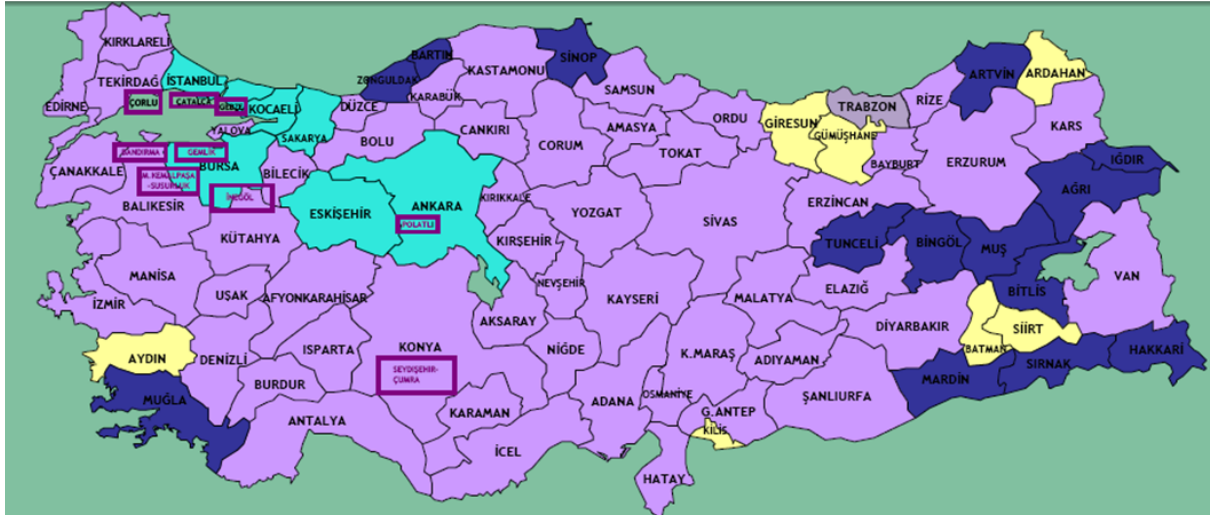 KIRKLARELİ
TEKİRDAĞ
EDİRNE
İSTANBUL
ÇORLU
ÇATALCA
GEBZE
KOCAELİ
YALOVA
SAKARYA
DÜZCE
ZONGULDAK
BARTIN
KARABÜK
KASTAMONU
SİNOP
SAMSUN
BOLU
CANKIRI
CORUM
AMASYA
TOKAT
ORDU
GİRESUN
TRABZON
GÜMÜŞHANE
BAYBURT
RİZE
ARTVİN
ARDAHAN
KARS
IĞDIR
ERZURUM
AĞRI
ÇANAKKALE
BANDIRMA
GEMLİK
BURSA
M. KEMALPAŞA
-SUSURLUK
BALIKESİR
İNEGÖL
BİLECİK
ESKİŞEHİR
ANKARA
POLATLI
KIRIKKALE
KIRŞEHİR
YOZGAT
SİVAS
ERZİNCAN
TUNCELİ
BİNGÖL
MUŞ
BİTLİS
VAN
KÜTAHYA
MANİSA
İZMİR
UŞAK
AFYONKARAHİSAR
AKSARAY
NEVŞEHİR
KAYSERİ
MALATYA
ELAZIĞ
DİYARBAKIR
BATMAN
SİİRT
SIRNAK
HAKKARİ
AYDIN
DENİZLİ
ISPARTA
KONYA
SEYDİŞEHİR-
ÇUMRA
NİĞDE
K.MARAŞ
ADIYAMAN
MARDİN
MUĞLA
BURDUR
ANTALYA
KARAMAN
İCEL
ADANA
OSMANİYE
G.ANTEP
KİLİS
ŞANLIURFA
HATAY